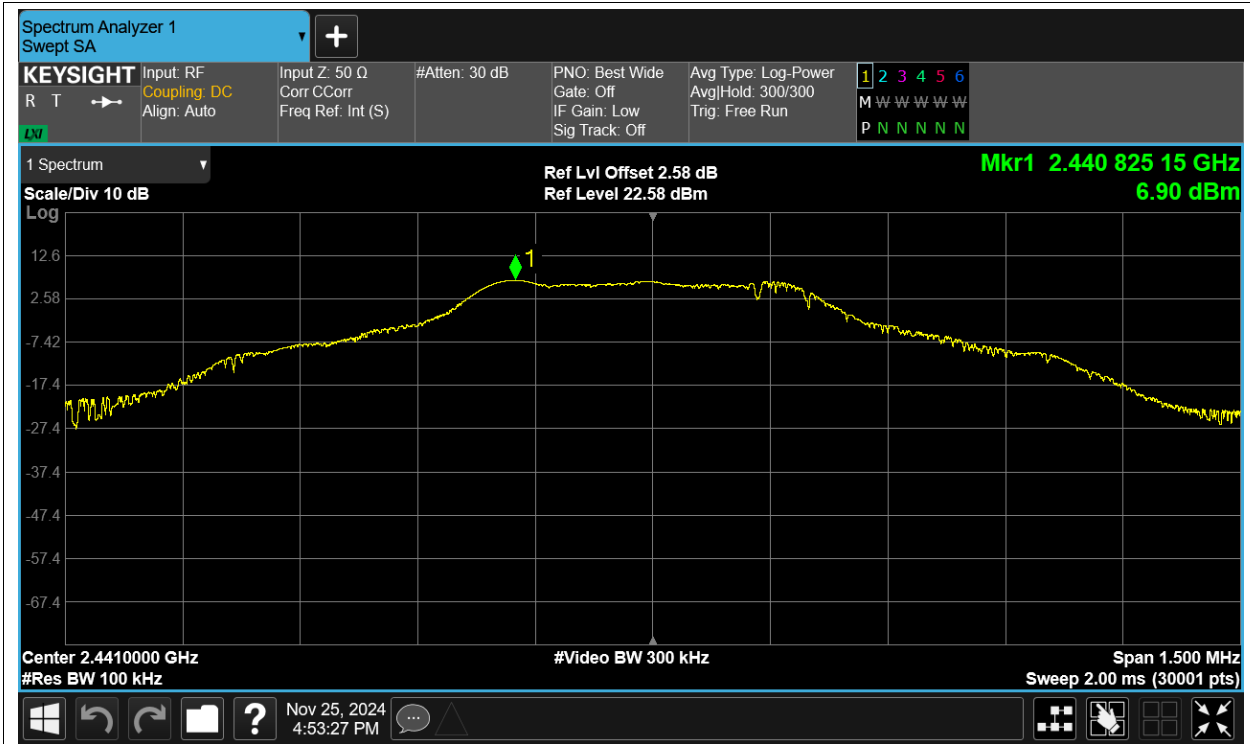 Spectrum Analyzer 1
Swept SA
KEYSIGHT
R T
LXI
Input: RF
Coupling: DC
Align: Auto
Input Z: 50 Ω
Corr CCorr
Freq Ref: Int (S)
#Atten: 30 dB
PNO: Best Wide
Gate: Off
IF Gain: Low
Sig Track: Off
Avg Type: Log-Power
Avg|Hold: 300/300
Trig: Free Run
1 2 3 4 5 6
M W W W W W
P N N N N N
1 Spectrum
Scale/Div 10 dB
Log
Ref Lvl Offset 2.58 dB
Ref Level 22.58 dBm
Mkr1 2.440 825 15 GHz
6.90 dBm
1
12.6
2.58
-7.42
-17.4
-27.4
-37.4
-47.4
-57.4
-67.4
Center 2.4410000 GHz
#Res BW 100 kHz
#Video BW 300 kHz
Span 1.500 MHz
Sweep 2.00 ms (30001 pts)
?
Nov 25, 2024
4:53:27 PM